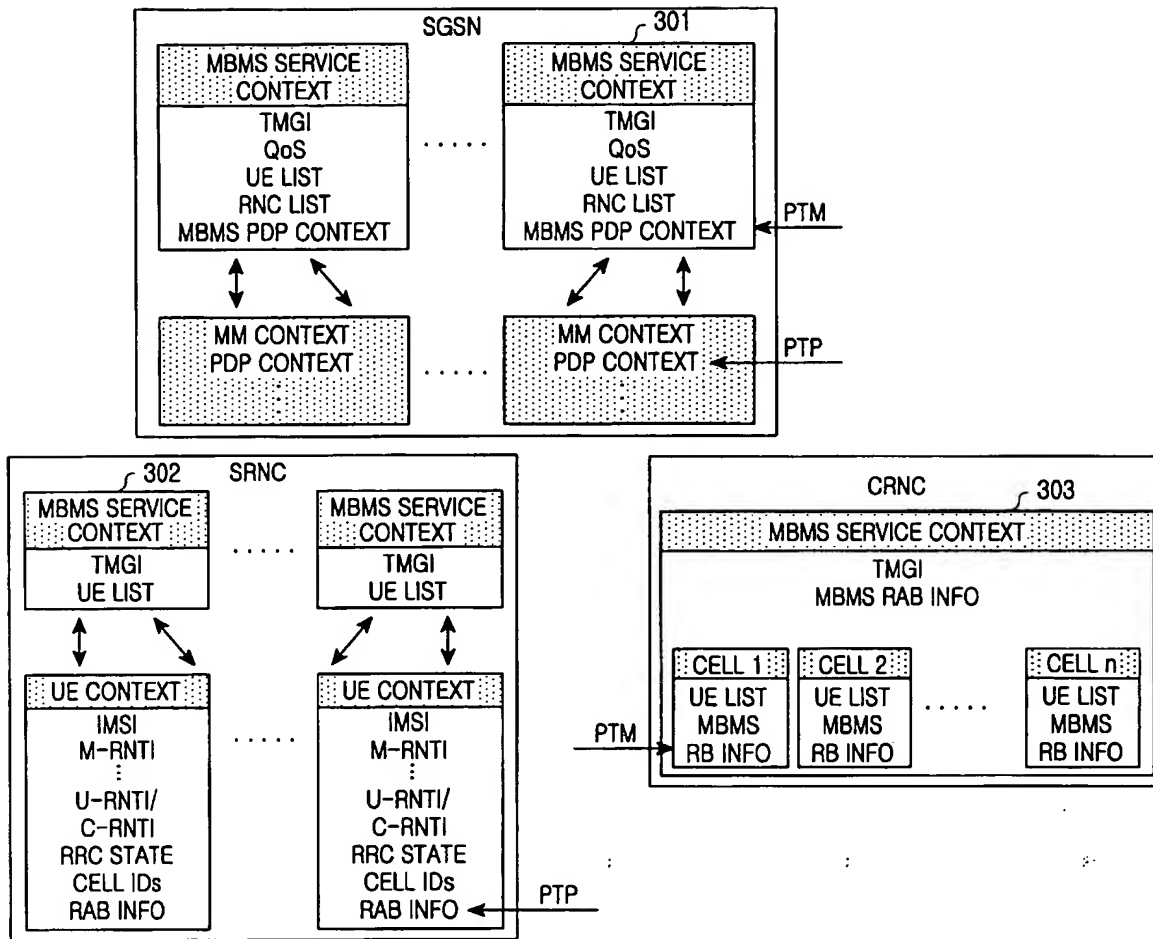 SGSN
301
MBMS SERVICE
CONTEXT
TMGI
QoS
UE LIST
RNC LIST
MBMS PDP CONTEXT
.....
MBMS SERVICE
CONTEXT
TMGI
QoS
UE LIST
RNC LIST
MBMS PDP CONTEXT
PTM
MM CONTEXT
PDP CONTEXT
.....
MM CONTEXT
PDP CONTEXT
PTP
302
SRNC
MBMS SERVICE
CONTEXT
TMGI
UE LIST
.....
MBMS SERVICE
CONTEXT
TMGI
UE LIST
UE CONTEXT
IMSI
M-RNTI
U-RNTI/
C-RNTI
RRC STATE
CELL IDs
RAB INFO
.....
UE CONTEXT
IMSI
M-RNTI
U-RNTI/
C-RNTI
RRC STATE
CELL IDs
RAB INFO
PTP
CRNC
303
MBMS SERVICE CONTEXT
TMGI
MBMS RAB INFO
CELL 1
UE LIST
MBMS
RB INFO
CELL 2
UE LIST
MBMS
RB INFO
.....
CELL n
UE LIST
MBMS
RB INFO
PTM